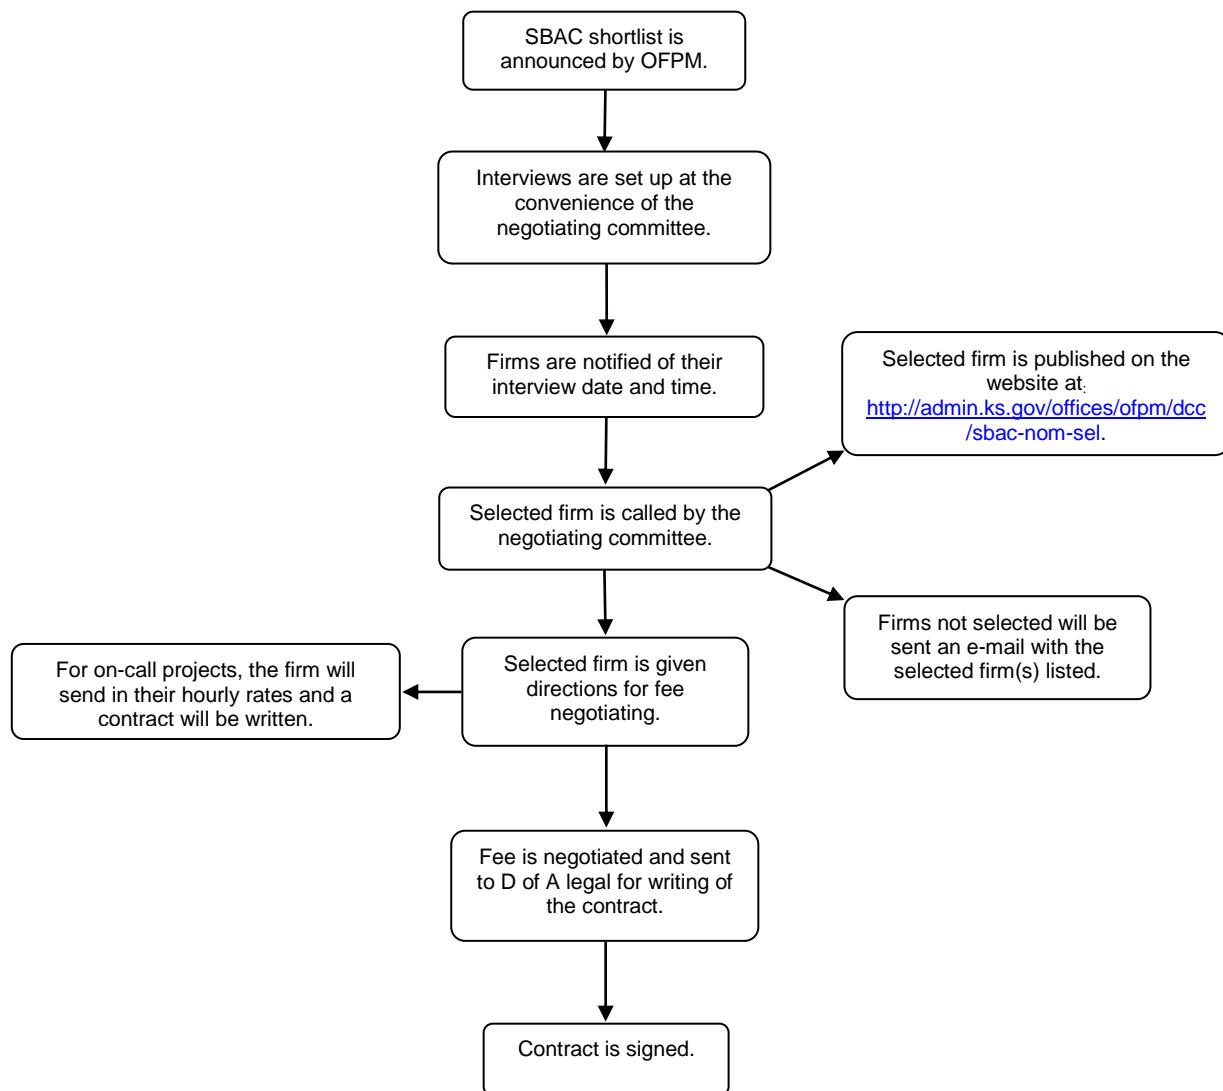 SBAC shortlist is
announced by OFPM.
Interviews are set up at the
convenience of the
negotiating committee.
Firms are notified of their
interview date and time.
Selected firm is published on the
website at:
http://admin.ks.gov/offices/ofpm/dcc
/sbac-nom-sel.
Selected firm is called by the
negotiating committee.
Firms not selected will be
sent an e-mail with the
selected firm(s) listed.
Selected firm is given
directions for fee
negotiating.
For on-call projects, the firm will
send in their hourly rates and a
contract will be written.
Fee is negotiated and sent
to D of A legal for writing of
the contract.
Contract is signed.